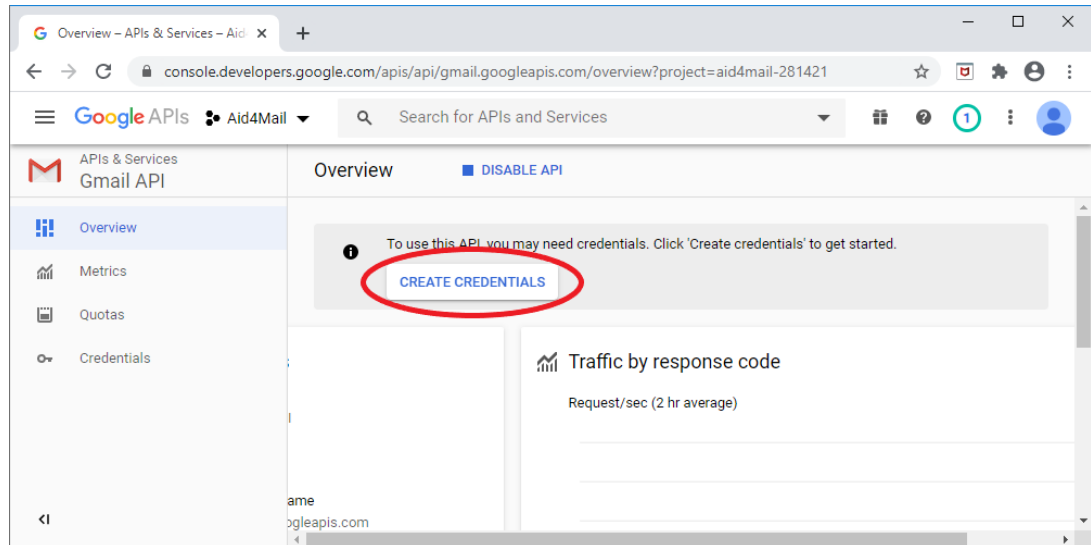 Overview – APIs & Services – Aid
console.developers.google.com/apis/api/gmail.googleapis.com/overview?project=aid4mail-281421
Google APIs
Aid4Mail
Search for APIs and Services
1
APIs & Services
Gmail API
Overview
DISABLE API
Overview
Metrics
Quotas
Credentials
To use this API, you may need credentials. Click 'Create credentials' to get started.
CREATE CREDENTIALS
Traffic by response code
Request/sec (2 hr average)
ame
ogleapis.com